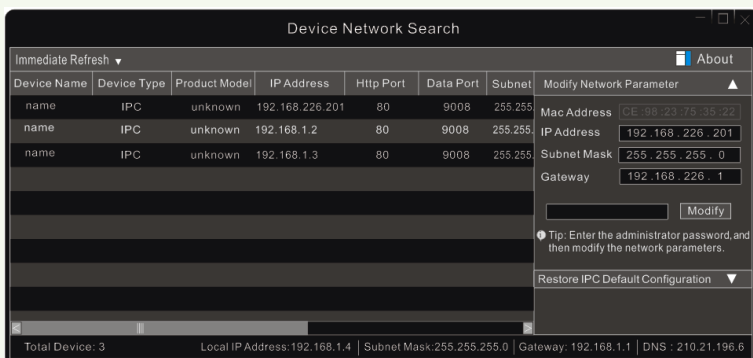 Device Network Search
Immediate Refresh
About
Device Name Device Type Product Model IP Address Http Port Data Port Subnet
name IPC unknown 192.168.226.201 80 9008 255.255.
name IPC unknown 192.168.1.2 80 9008 255.255.
name IPC unknown 192.168.1.3 80 9008 255.255.
Modify Network Parameter
Mac Address CE:98:23:75:35:22
IP Address 192.168.226.201
Subnet Mask 255.255.255.0
Gateway 192.168.226.1
Modify
Tip: Enter the administrator password, and
then modify the network parameters.
Restore IPC Default Configuration
Total Device: 3 Local IP Address:192.168.1.4 Subnet Mask:255.255.255.0 Gateway: 192.168.1.1 DNS : 210.21.196.6